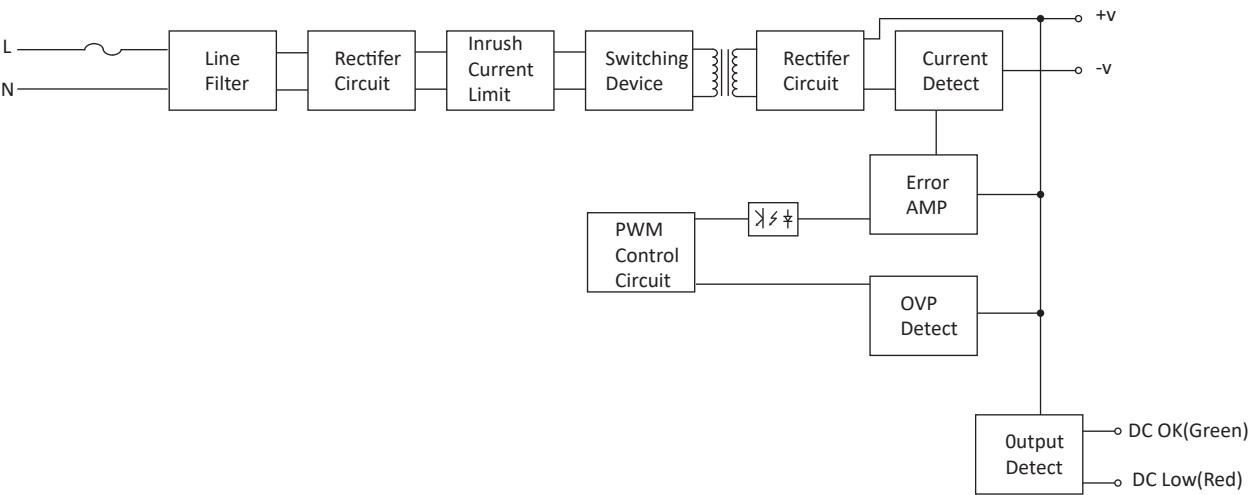 L
N
Line
Filter
Rectifer
Circuit
Inrush
Current
Limit
Switching
Device
Rectifer
Circuit
Current
Detect
+v
-v
Error
AMP
PWM
Control
Circuit
OVP
Detect
0utput
Detect
DC OK(Green)
DC Low(Red)